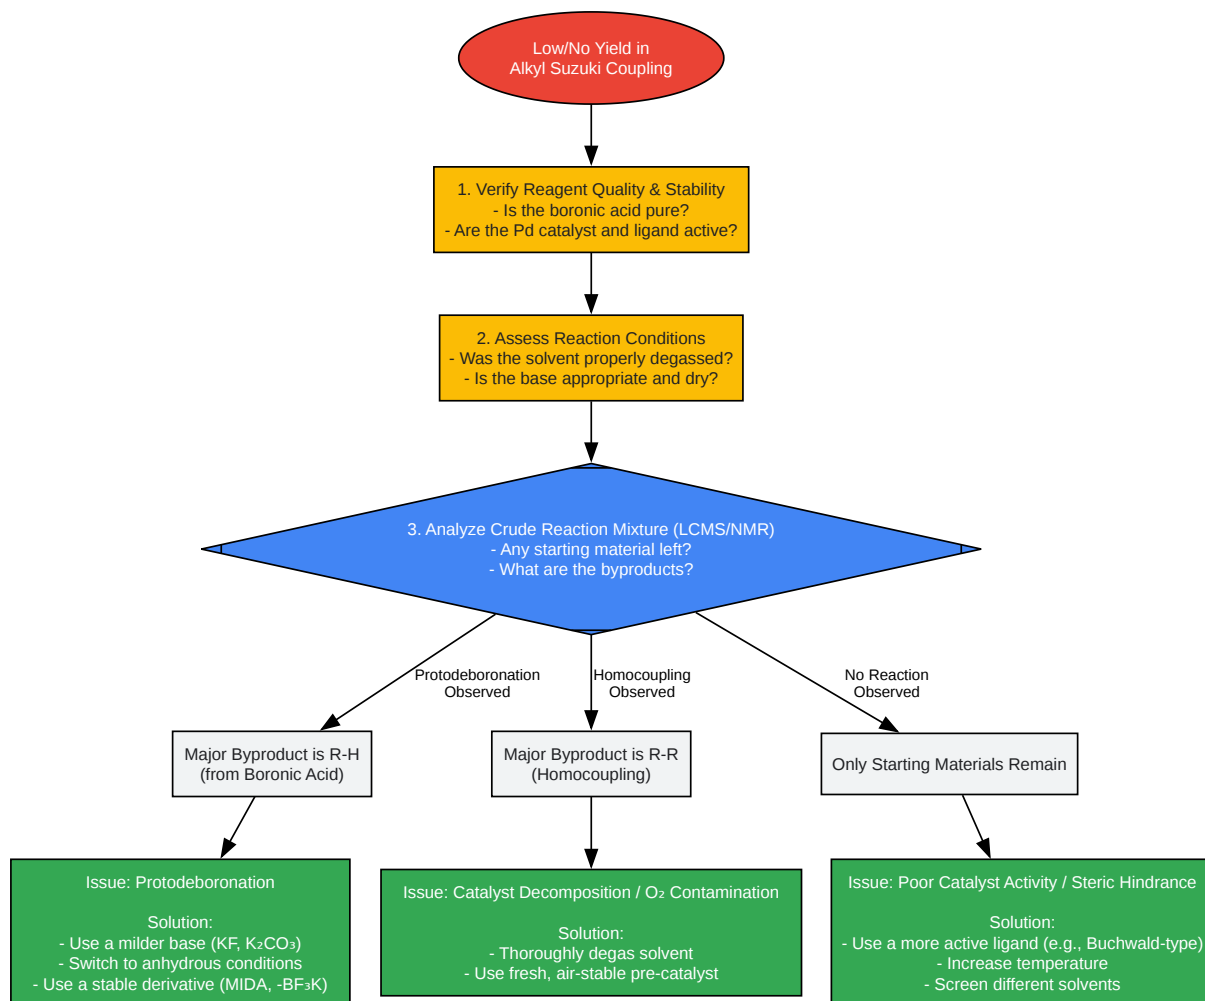 Low/No Yield in
Alkyl Suzuki Coupling
1. Verify Reagent Quality & Stability
- Is the boronic acid pure?
- Are the Pd catalyst and ligand active?
2. Assess Reaction Conditions
- Was the solvent properly degassed?
- Is the base appropriate and dry?
3. Analyze Crude Reaction Mixture (LCMS/NMR)
- Any starting material left?
- What are the byproducts?
Protodeboronation
Observed
Homocoupling
Observed
No Reaction
Observed
Major Byproduct is R-H
(from Boronic Acid)
Major Byproduct is R-R
(Homocoupling)
Only Starting Materials Remain
Issue: Protodeboronation
Solution:
- Use a milder base (KF, K₂CO₃)
- Switch to anhydrous conditions
- Use a stable derivative (MIDA, -BF₃K)
Issue: Catalyst Decomposition / O₂ Contamination
Solution:
- Thoroughly degas solvent
- Use fresh, air-stable pre-catalyst
Issue: Poor Catalyst Activity / Steric Hindrance
Solution:
- Use a more active ligand (e.g., Buchwald-type)
- Increase temperature
- Screen different solvents